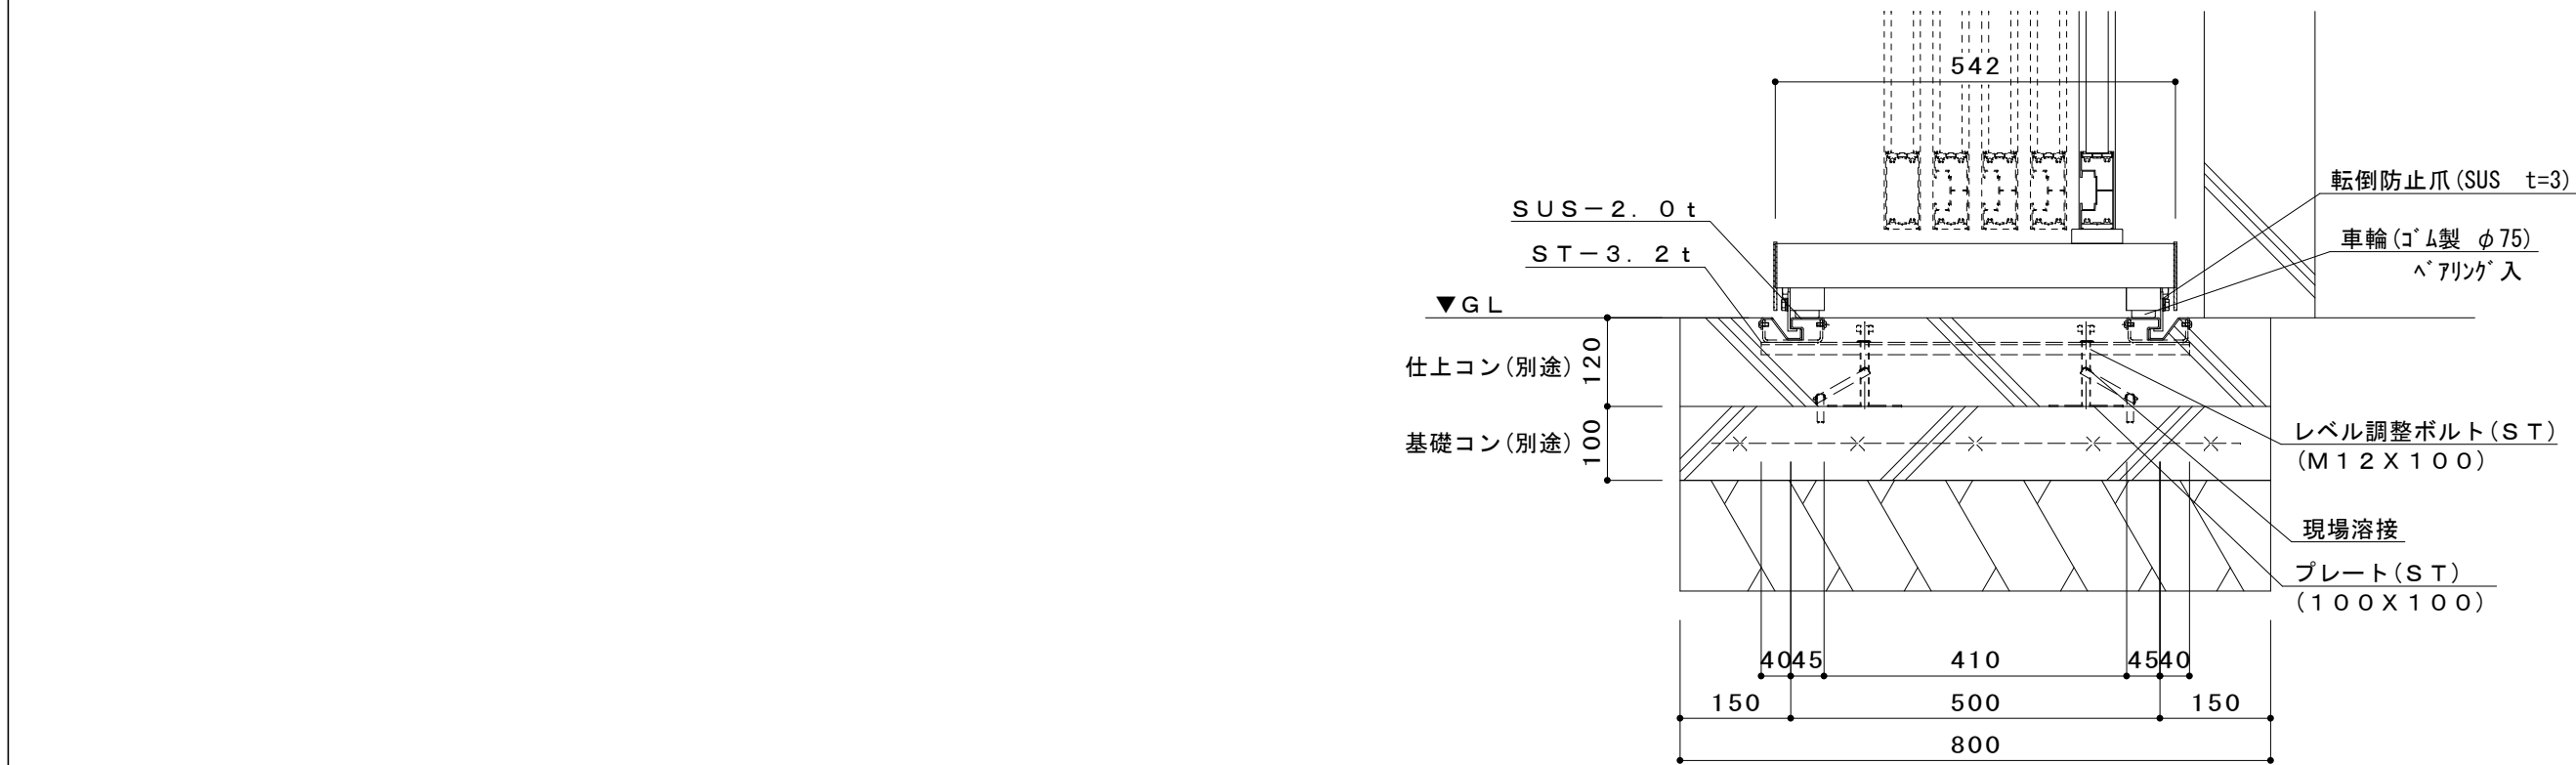 542
転倒防止爪(SUS　t=3)
SUS−2．0t
車輪(ｺﾞﾑ製　φ75)
ST−3．2t
ﾍﾞｱﾘﾝｸﾞ入
▼GL
仕上コン(別途)
120
基礎コン(別途)
100
レベル調整ボルト(ST)
(M12X100)
現場溶接
プレート(ST)
(100X100)
40 45 410 45 40
150 500 150
800